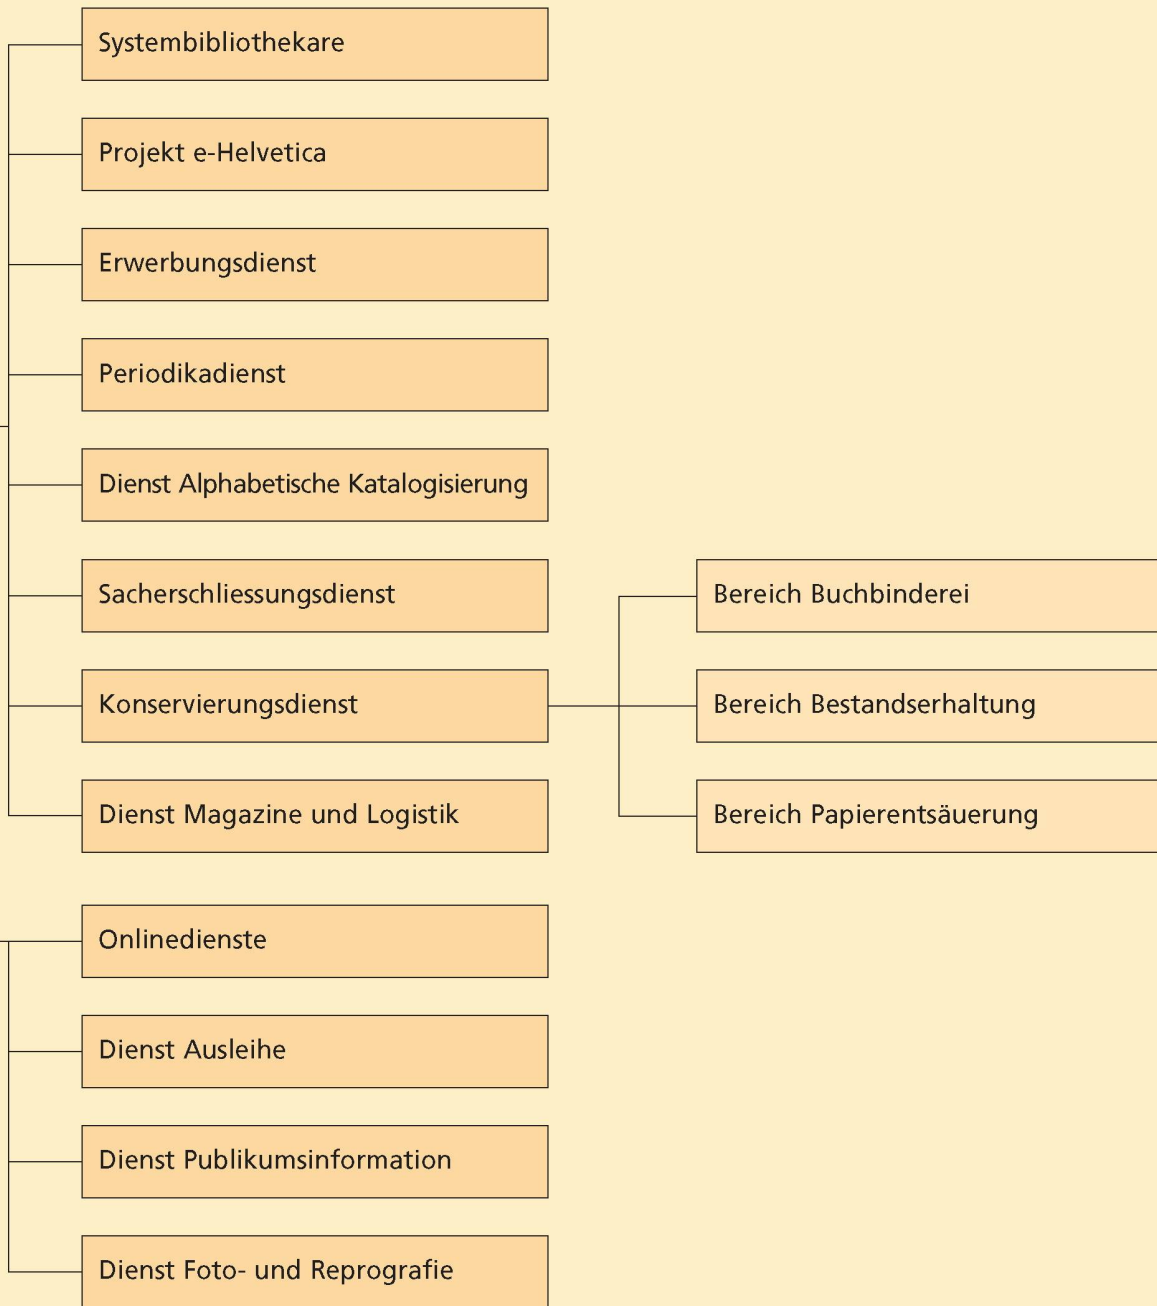 Systembibliothekare
Projekt e-Helvetica
Erwerbungsdienst
Periodikadienst
Dienst Alphabetische Katalogisierung
Sacherschliessungsdienst
Bereich Buchbinderei
Konservierungsdienst
Bereich Bestandserhaltung
Dienst Magazine und Logistik
Bereich Papierentsäuerung
Onlinedienste
Dienst Ausleihe
Dienst Publikumsinformation
Dienst Foto- und Reprografie